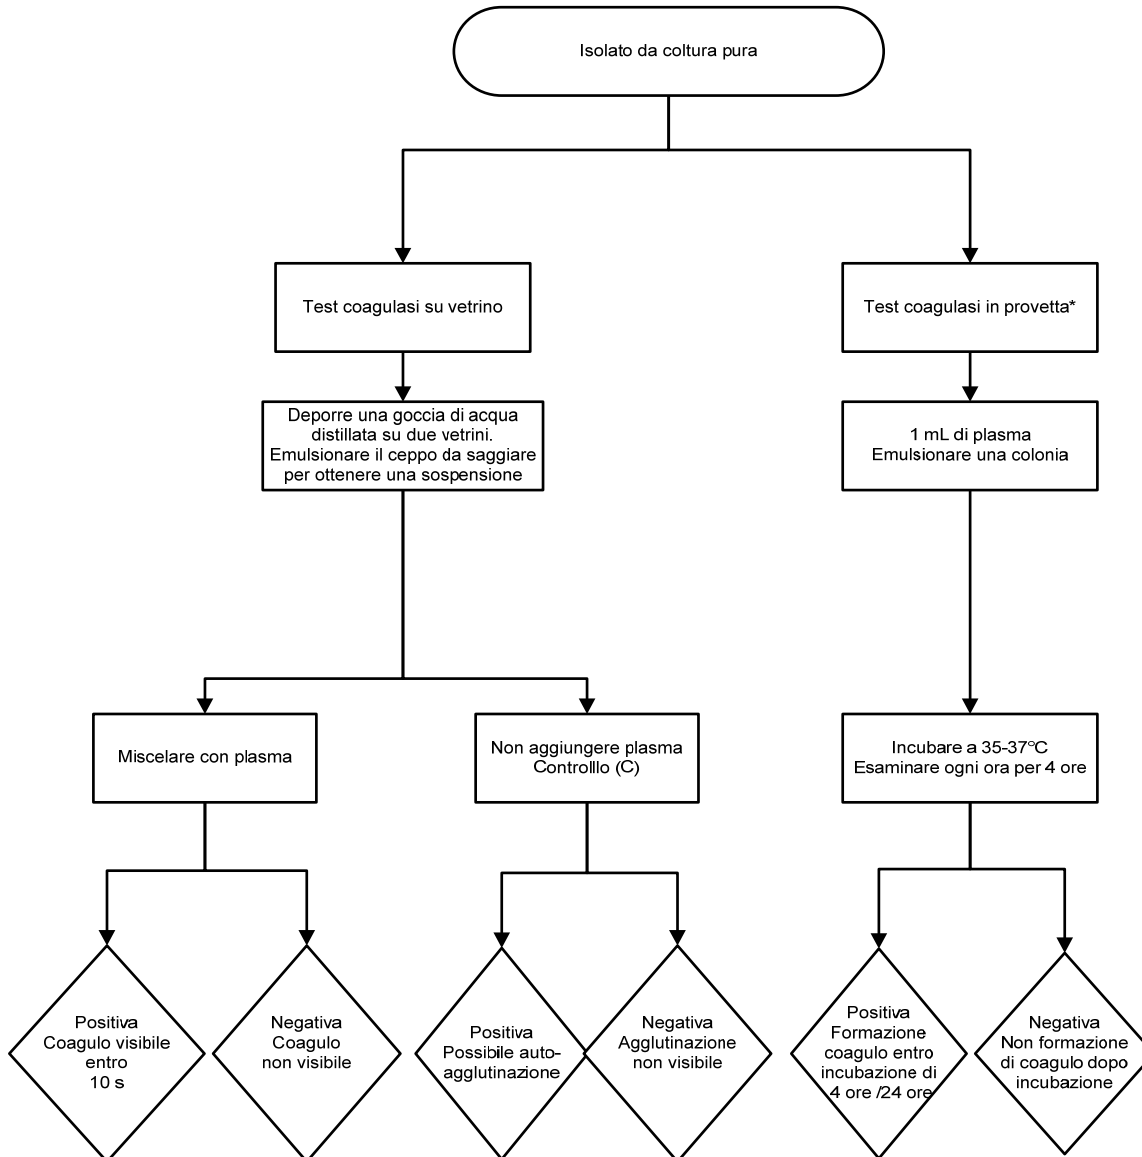 Isolato da coltura pura
Test coagulasi su vetrino
Test coagulasi in provetta*
Deporre una goccia di acqua
distillata su due vetrini.
Emulsionare il ceppo da saggiare
per ottenere una sospensione
1 mL di plasma
Emulsionare una colonia
Miscelare con plasma
Non aggiungere plasma
Controlllo (C)
Incubare a 35-37°C
Esaminare ogni ora per 4 ore
Positiva
Coagulo visibile
entro
10 s
Negativa
Coagulo
non visibile
Positiva
Possibile auto-
agglutinazione
Negativa
Agglutinazione
non visibile
Positiva
Formazione
coagulo entro
incubazione di
4 ore /24 ore
Negativa
Non formazione
di coagulo dopo
incubazione